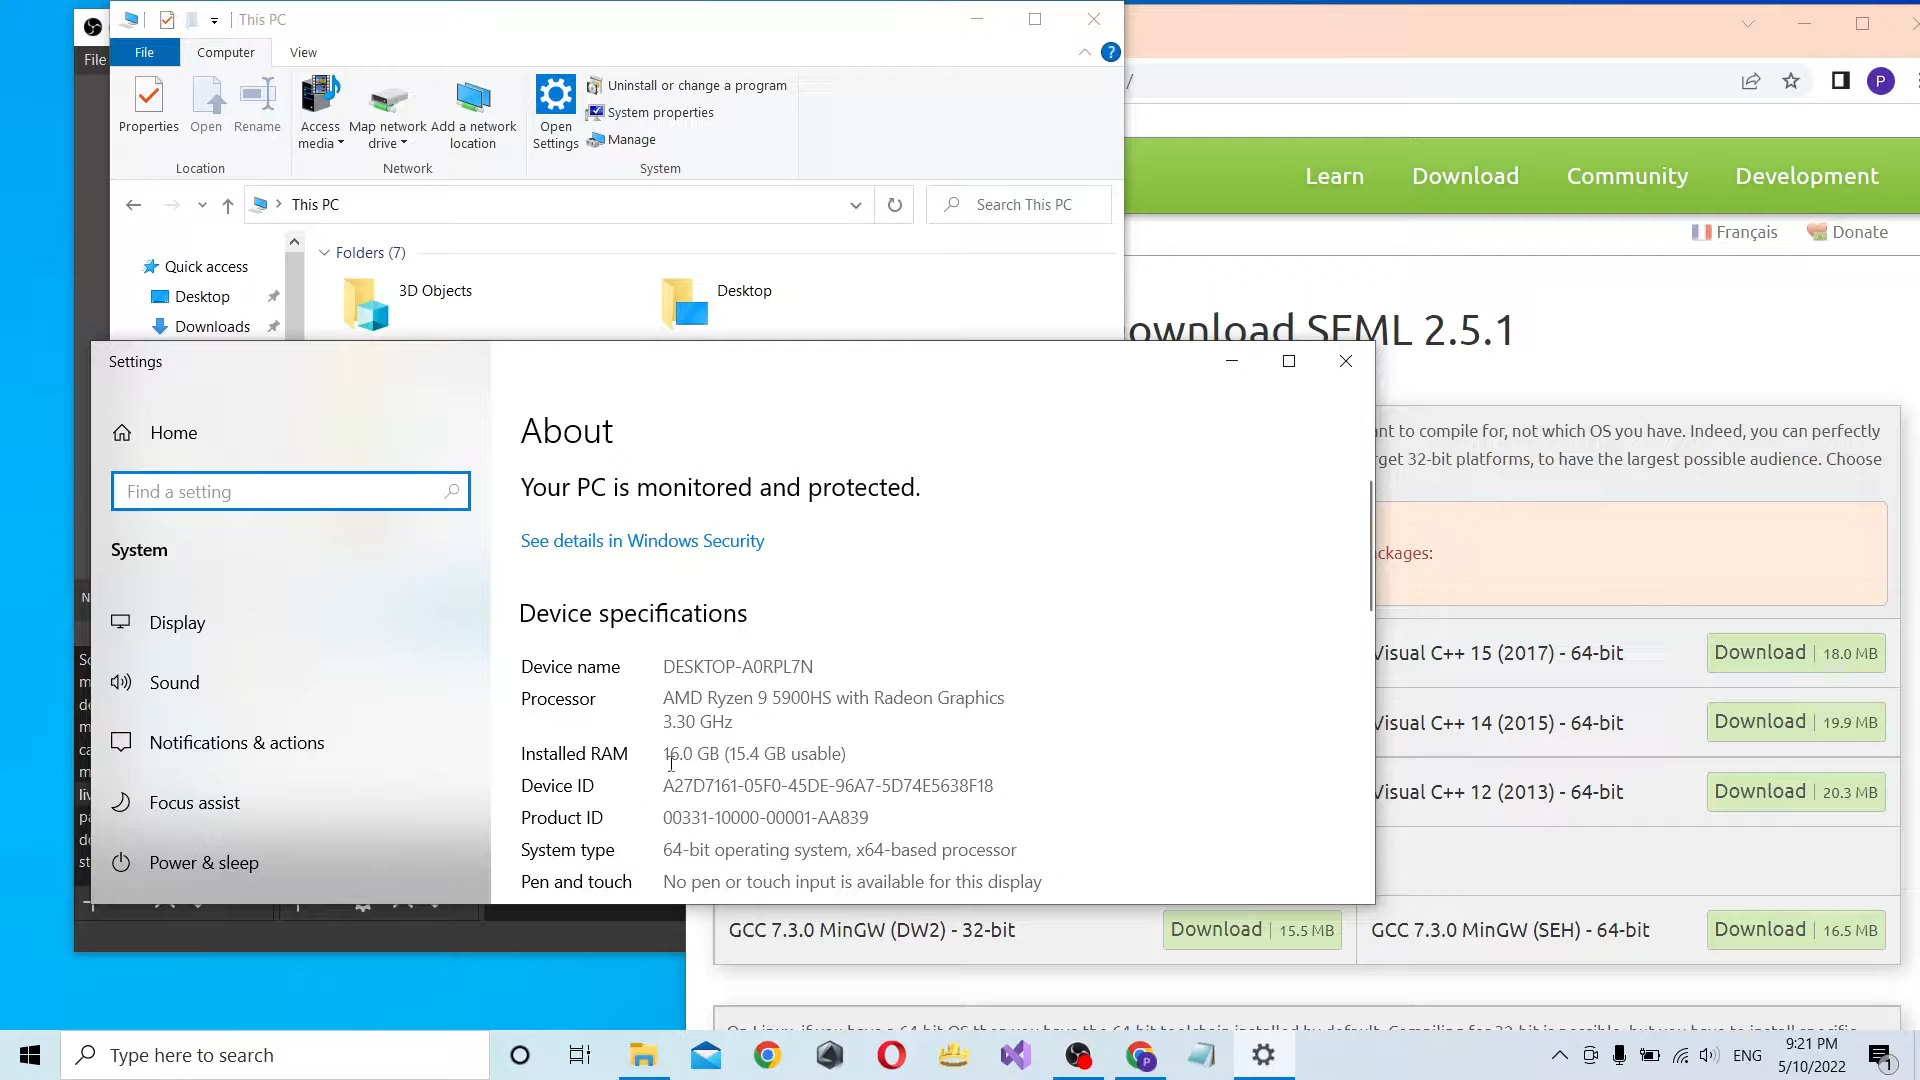 This PC
File
Computer
View
File
Properties
Open
Rename
Access media
Map network drive
Add a network location
Open Settings
Uninstall or change a program
System properties
Manage
Location
Network
System
This PC
Search This PC
Quick access
Desktop
Downloads
Folders (7)
3D Objects
Desktop
P
Learn
Download
Community
Development
Français
Donate
ownload SFML 2.5.1
nt to compile for, not which OS you have. Indeed, you can perfectly
rget 32-bit platforms, to have the largest possible audience. Choose
ckages:
Visual C++ 15 (2017) - 64-bit
Download | 18.0 MB
Visual C++ 14 (2015) - 64-bit
Download | 19.9 MB
Visual C++ 12 (2013) - 64-bit
Download | 20.3 MB
GCC 7.3.0 MinGW (DW2) - 32-bit
Download | 15.5 MB
GCC 7.3.0 MinGW (SEH) - 64-bit
Download | 16.5 MB
Settings
Home
Find a setting
System
Display
Sound
Notifications & actions
Focus assist
Power & sleep
About
Your PC is monitored and protected.
See details in Windows Security
Device specifications
Device name DESKTOP-A0RPL7N
Processor AMD Ryzen 9 5900HS with Radeon Graphics
3.30 GHz
Installed RAM 16.0 GB (15.4 GB usable)
Device ID A27D7161-05F0-45DE-96A7-5D74E5638F18
Product ID 00331-10000-00001-AA839
System type 64-bit operating system, x64-based processor
Pen and touch No pen or touch input is available for this display
Type here to search
ENG
9:21 PM
5/10/2022
1